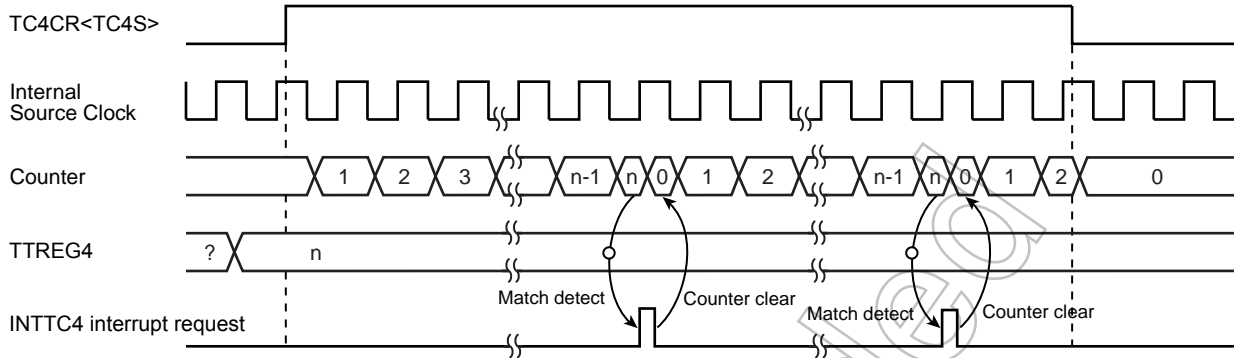 TC4CR<TC4S>
Internal
Source Clock
Counter 1 2 3 n-1 n 0 1 2 n-1 n 0 1 2 0
TTREG4 ? n
Match detect Counter clear Match detect Counter clear
INTTC4 interrupt request